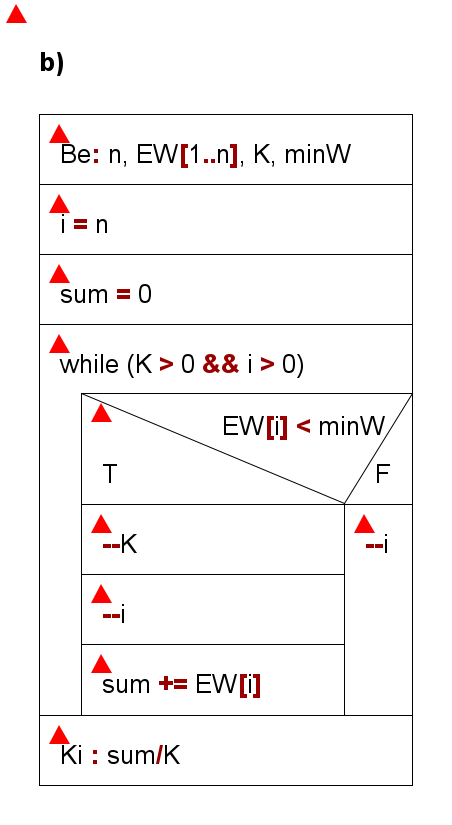 b)
Be: n, EW[1..n], K, minW
i = n
sum = 0
while (K > 0 && i > 0)
EW[i] < minW
T
F
--K
--i
--i
sum += EW[i]
Ki : sum/K